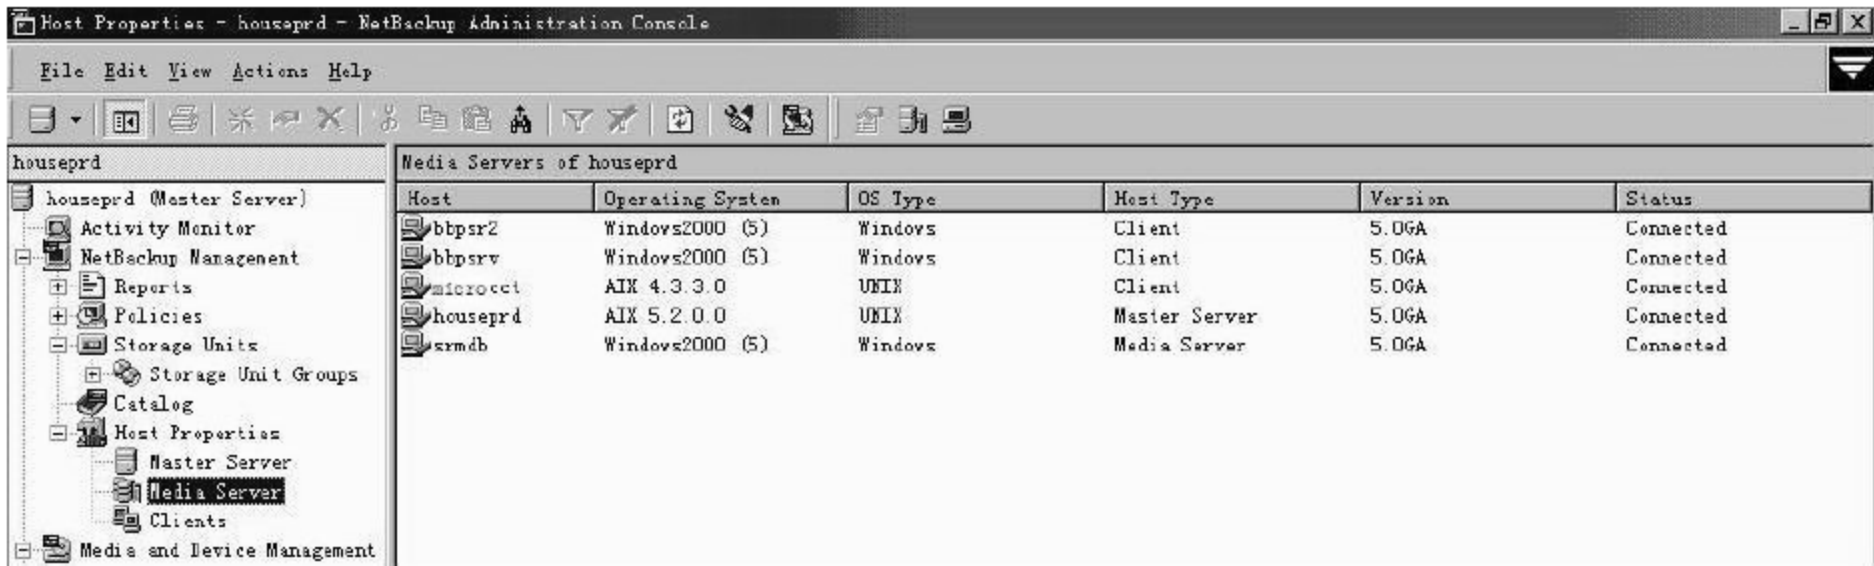 Host Properties - houseprd - NetBackup Administration Console
File Edit View Actions Help
houseprd
Media Servers of houseprd
houseprd (Master Server)
Activity Monitor
NetBackup Management
Reports
Policies
Storage Units
Storage Unit Groups
Catalog
Host Properties
Master Server
Media Server
Clients
Media and Device Management
Host Operating System OS Type Host Type Version Status
bbpsr2 Windows2000 (5) Windows Client 5.0GA Connected
bbpsrv Windows2000 (5) Windows Client 5.0GA Connected
AIX 4.3.3.0 UNIX Client 5.0GA Connected
houseprd AIX 5.2.0.0 UNIX Master Server 5.0GA Connected
srmdb Windows2000 (5) Windows Media Server 5.0GA Connected